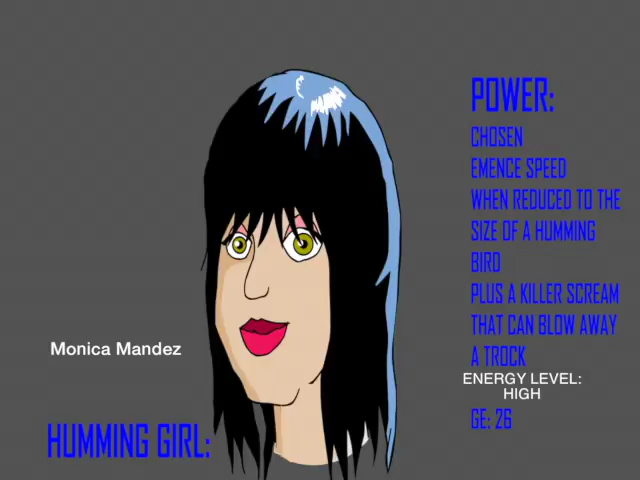 POWER:
CHOSEN
EMENCE SPEED
WHEN REDUCED TO THE
SIZE OF A HUMMING
BIRD
PLUS A KILLER SCREAM
THAT CAN BLOW AWAY
A TROCK
ENERGY LEVEL:
HIGH
GE: 26
Monica Mandez
HUMMING GIRL: